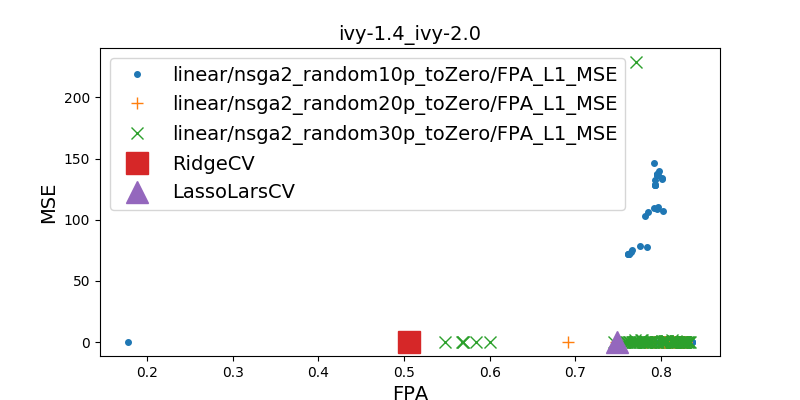 ivy-1.4_ivy-2.0
linear/nsga2_random10p_toZero/FPA_L1_MSE
linear/nsga2_random20p_toZero/FPA_L1_MSE
linear/nsga2_random30p_toZero/FPA_L1_MSE
RidgeCV
LassoLarsCV
MSE
200
150
100
50
0
0.2 0.3 0.4 0.5 0.6 0.7 0.8
FPA